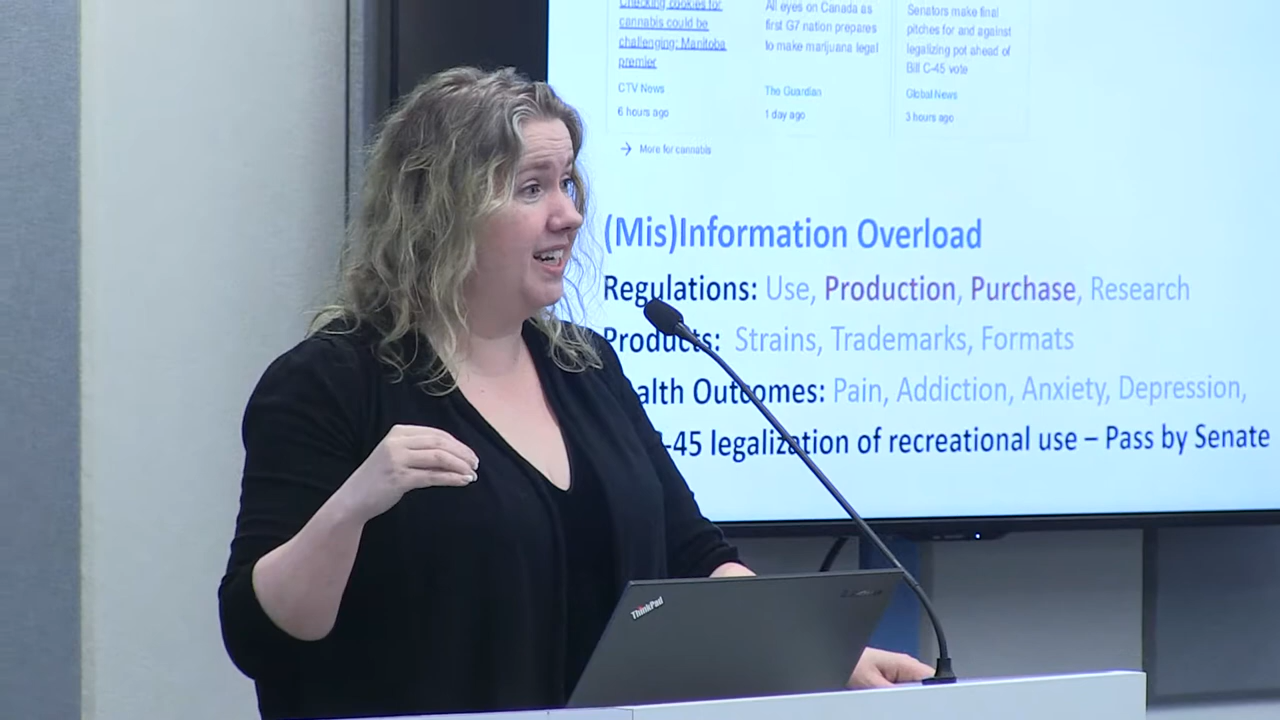 Checking cookies for
cannabis could be
challenging: Manitoba
premier
CTV News
6 hours ago
All eyes on Canada as
first G7 nation prepares
to make marijuana legal
The Guardian
1 day ago
Senators make final
pitches for and against
legalizing pot ahead of
Bill C-45 vote
Global News
3 hours ago
→ More for cannabis
(Mis)Information Overload
Regulations: Use, Production, Purchase, Research
Products: Strains, Trademarks, Formats
alth Outcomes: Pain, Addiction, Anxiety, Depression,
-45 legalization of recreational use – Pass by Senate
ThinkPad